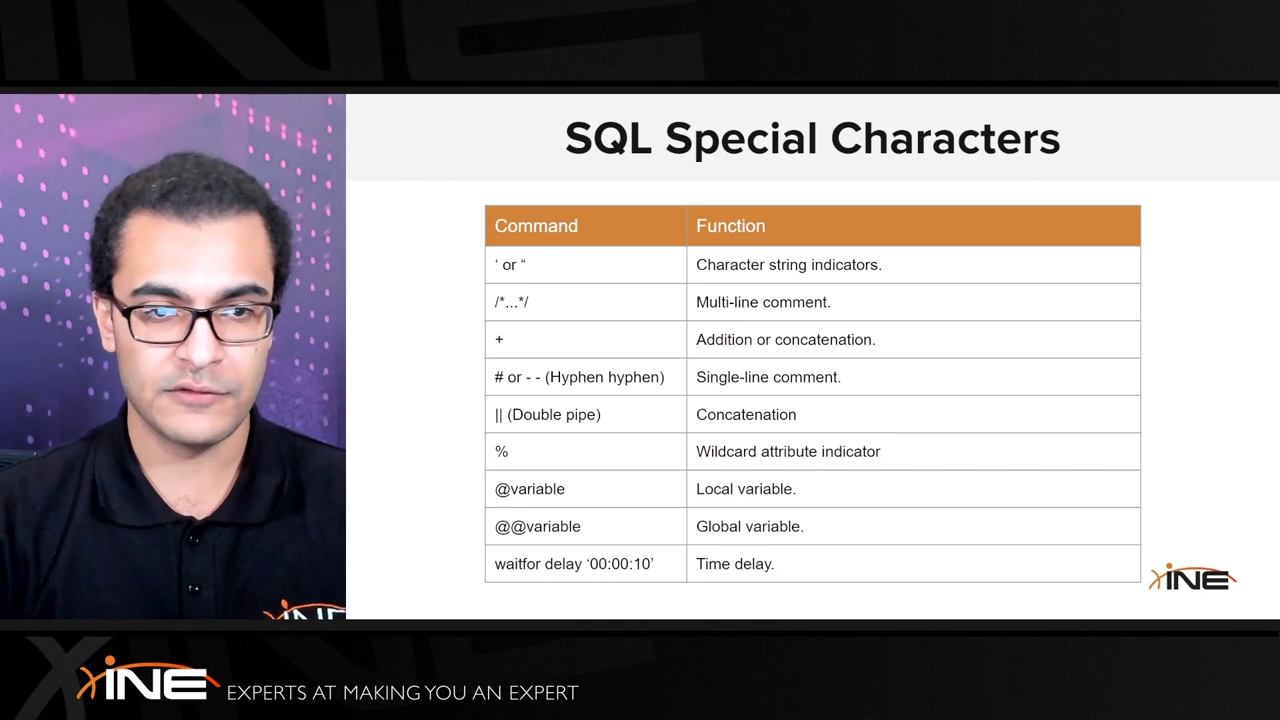 SQL Special Characters
Command Function
‘ or “ Character string indicators.
/*...*/ Multi-line comment.
+ Addition or concatenation.
# or - - (Hyphen hyphen) Single-line comment.
|| (Double pipe) Concatenation
% Wildcard attribute indicator
@variable Local variable.
@@variable Global variable.
waitfor delay ‘00:00:10’ Time delay.
INE
INE
INE EXPERTS AT MAKING YOU AN EXPERT